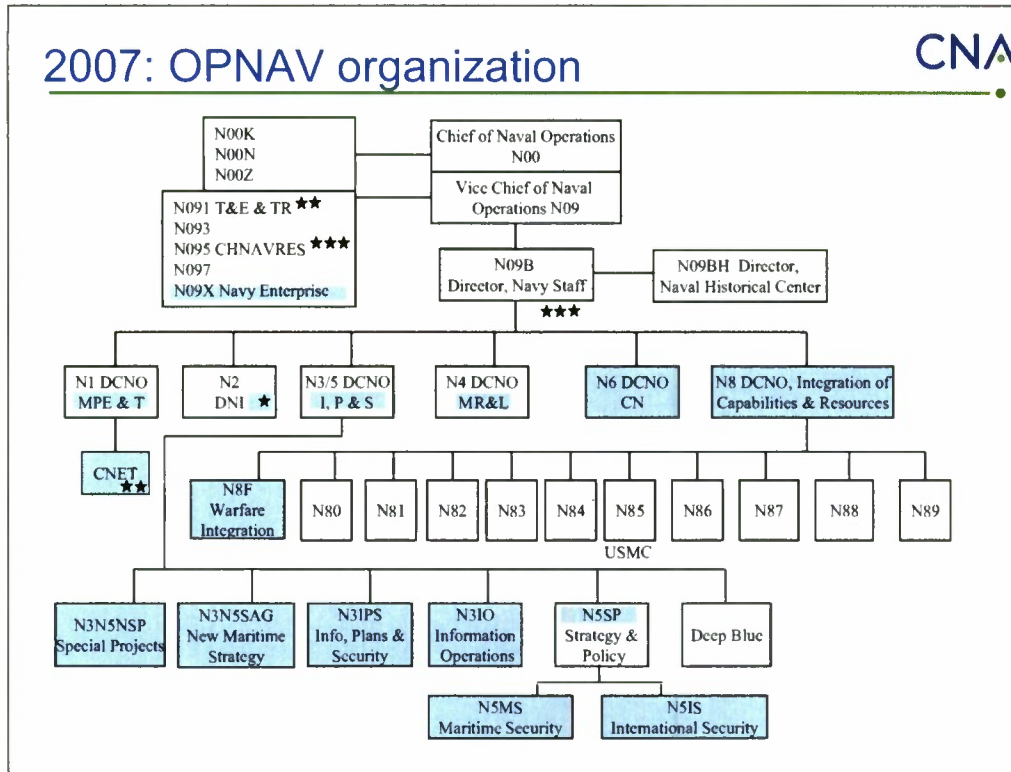 2007: OPNAV organization
CNA
N00K
N00N
N00Z
Chief of Naval Operations
N00
Vice Chief of Naval
Operations N09
N091 T&E & TR ★★
N093
N095 CHNAVRES ★★★
N097
N09X Navy Enterprise
N09B
Director, Navy Staff
★★★
N09BH Director,
Naval Historical Center
N1 DCNO
MPE & T
N2
DNI ★
N3/5 DCNO
I, P & S
N4 DCNO
MR&L
N6 DCNO
CN
N8 DCNO, Integration of
Capabilities & Resources
CNET
★★
N8F
Warfare
Integration
N80
N81
N82
N83
N84
N85
USMC
N86
N87
N88
N89
N3N5NSP
Special Projects
N3N5SAG
New Maritime
Strategy
N3IPS
Info, Plans &
Security
N3IO
Information
Operations
N5SP
Strategy &
Policy
Deep Blue
N5MS
Maritime Security
N5IS
International Security